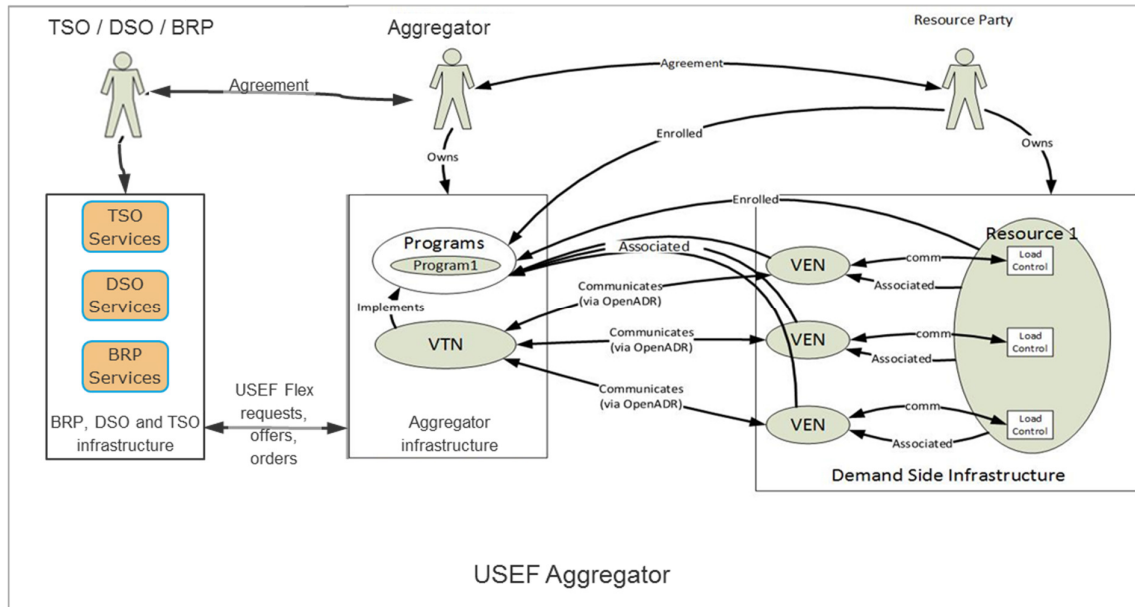 TSO / DSO / BRP
Aggregator
Resource Party
Agreement
Agreement
Enrolled
Owns
Owns
TSO
Services
DSO
Services
BRP
Services
BRP, DSO and TSO
infrastructure
USEF Flex
requests,
offers,
orders
Programs
Program1
Implements
VTN
Aggregator
infrastructure
Enrolled
Associated
Communicates
(via OpenADR)
Communicates
(via OpenADR)
Communicates
(via OpenADR)
VEN
comm
Associated
VEN
comm
Associated
VEN
comm
Associated
Resource 1
Load
Control
Load
Control
Load
Control
Demand Side Infrastructure
USEF Aggregator